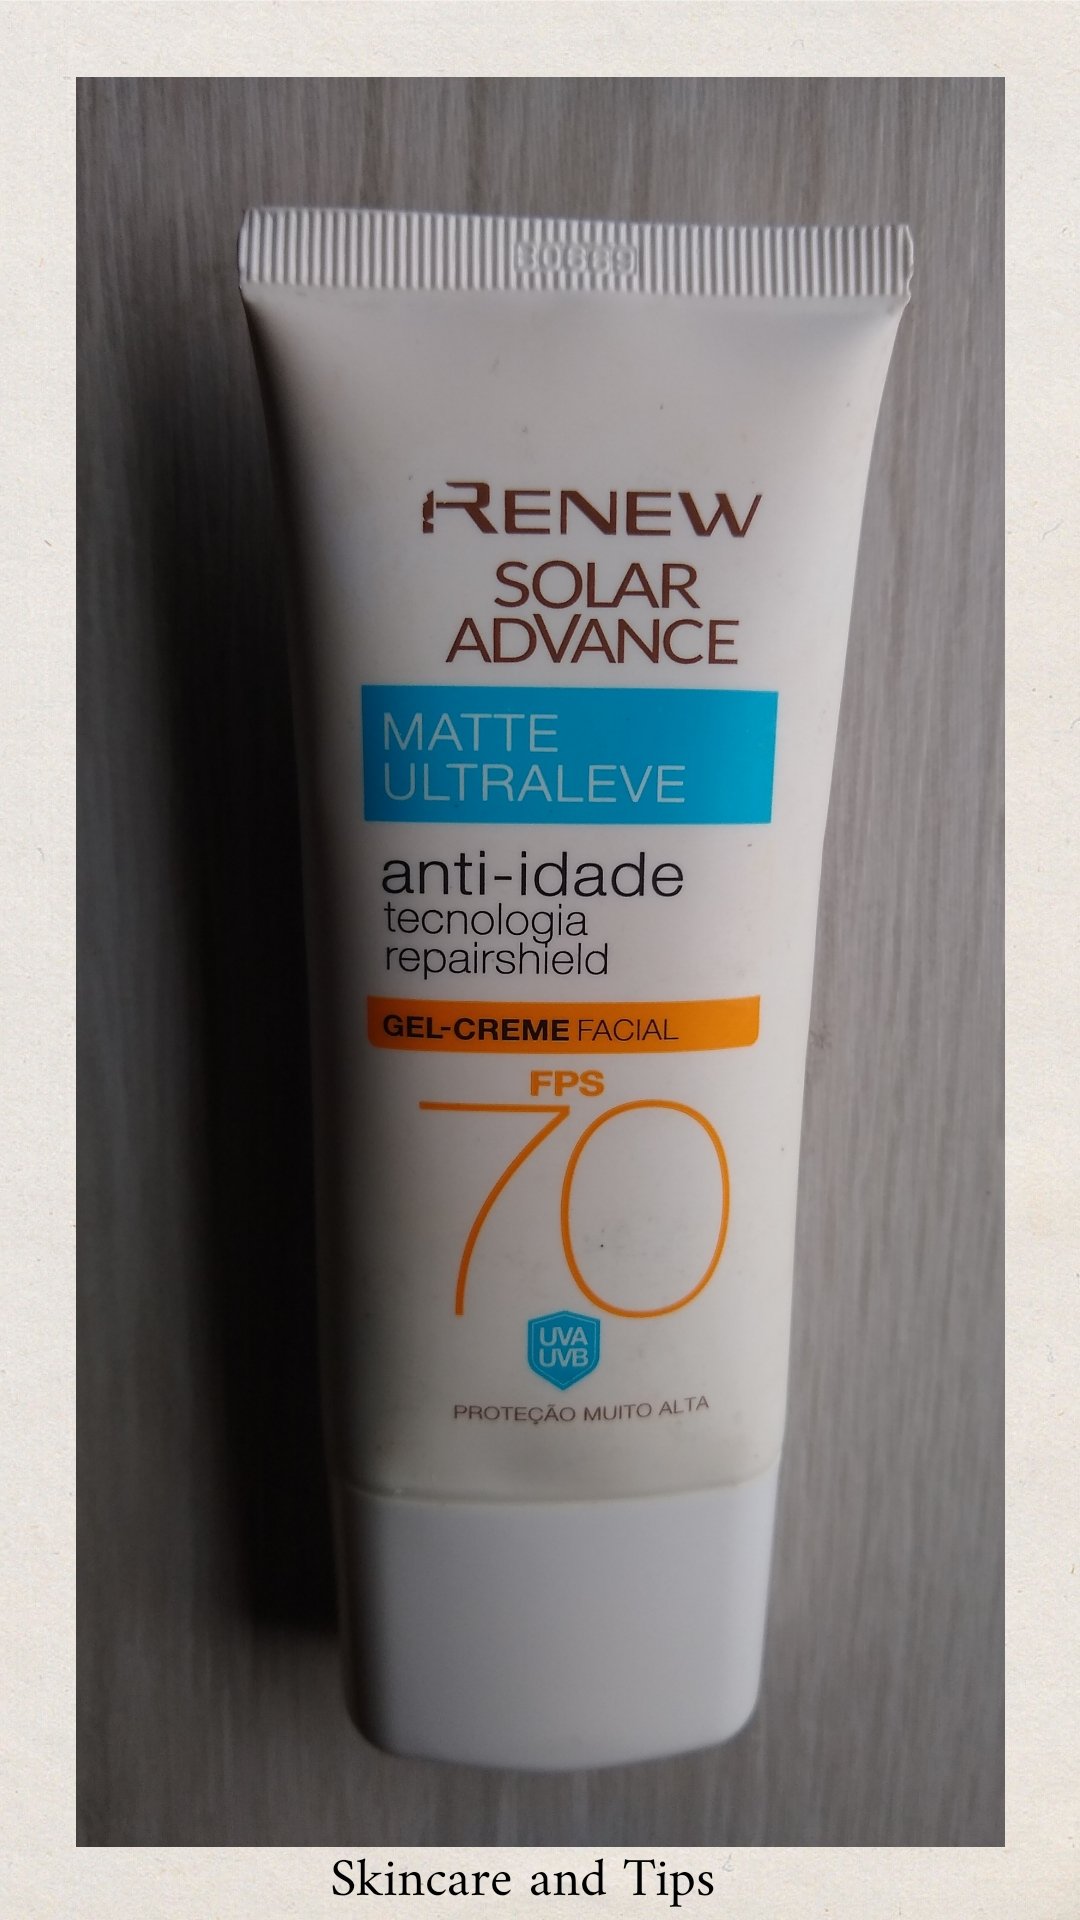 RENEW
SOLAR
ADVANCE
MATTE
ULTRALEVE
anti-idade
tecnologia
repairshield
GEL-CREME FACIAL
FPS
70
UVA
UVB
PROTEÇÃO MUITO ALTA
Skincare and Tips